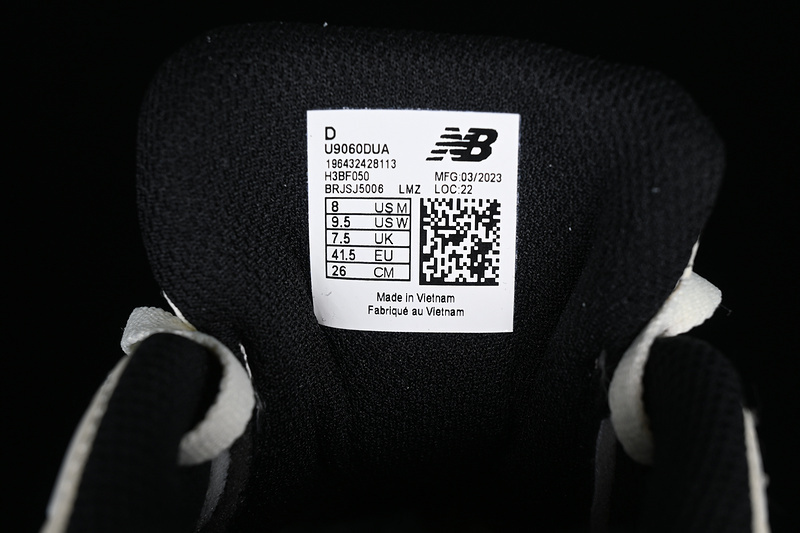 D
NB
U9060DUA
196432428113
H3BF050 MFG:03/2023
BRJSJ5006 LMZ LOC:22
8 US M
9.5 US W
7.5 UK
41.5 EU
26 CM
Made in Vietnam
Fabriqué au Vietnam